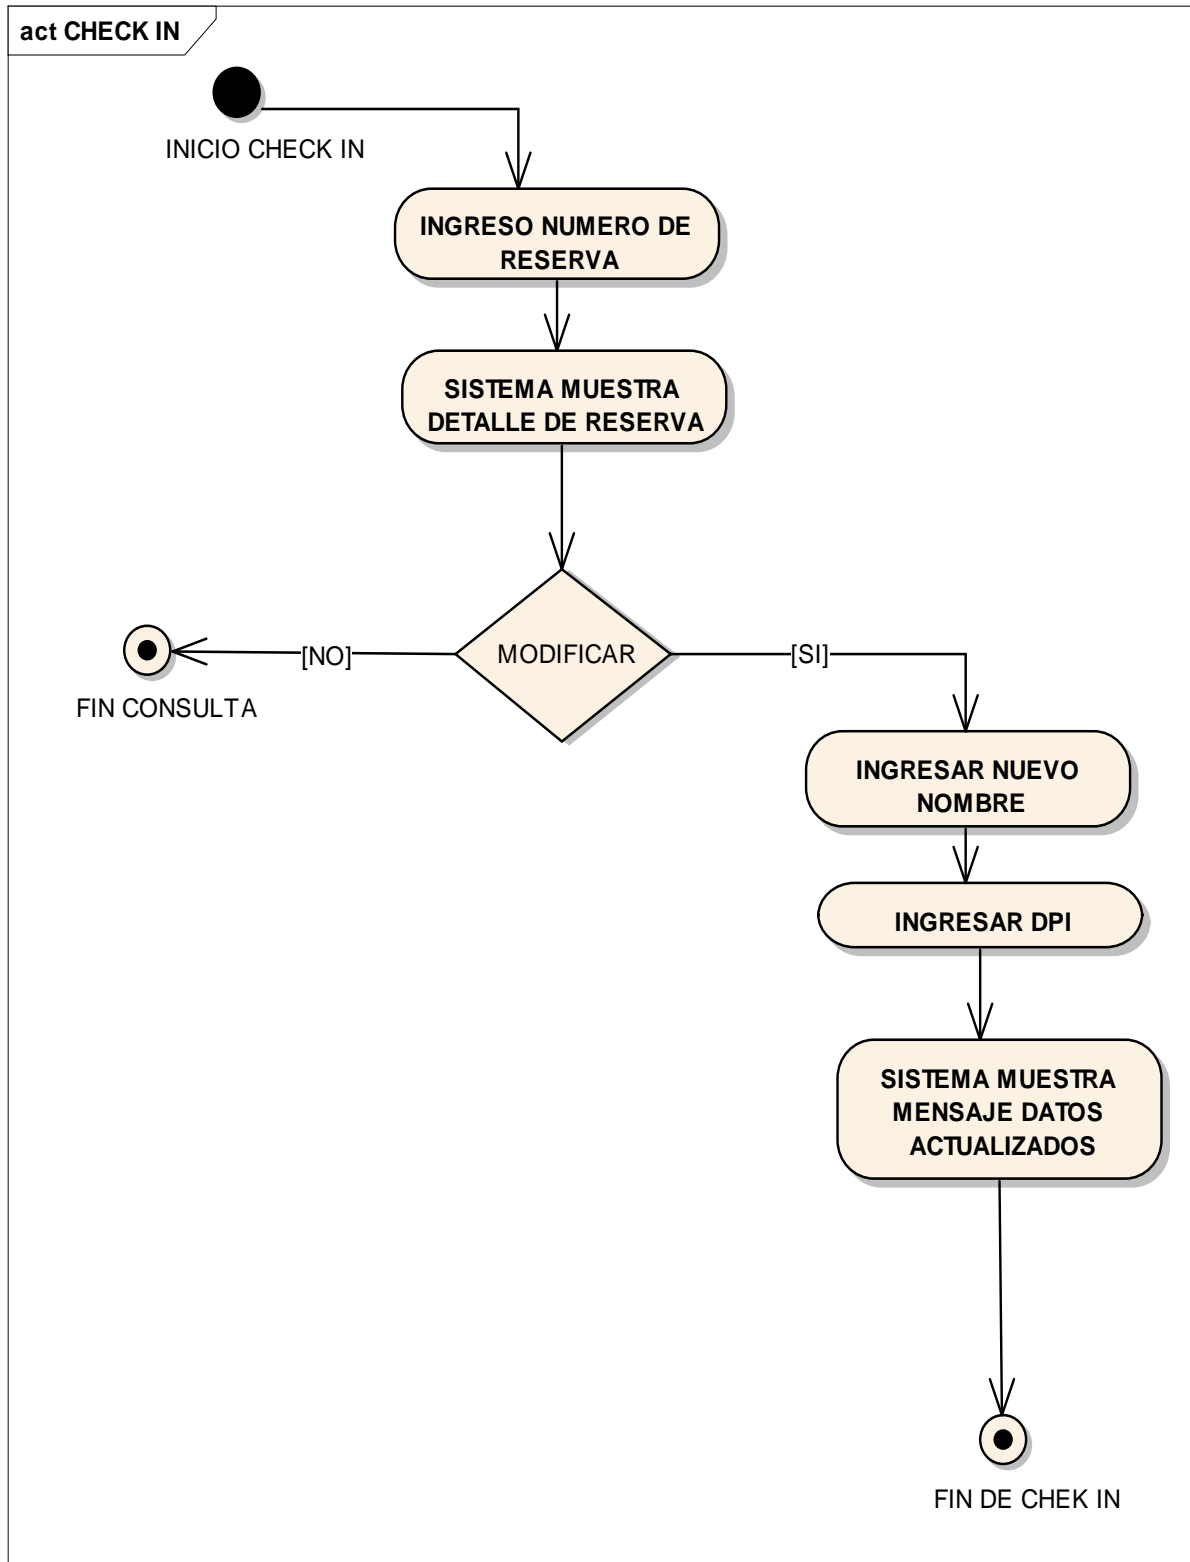 act CHECK IN
INICIO CHECK IN
INGRESO NUMERO DE
RESERVA
SISTEMA MUESTRA
DETALLE DE RESERVA
MODIFICAR
[NO]
[SI]
FIN CONSULTA
INGRESAR NUEVO
NOMBRE
INGRESAR DPI
SISTEMA MUESTRA
MENSAJE DATOS
ACTUALIZADOS
FIN DE CHEK IN